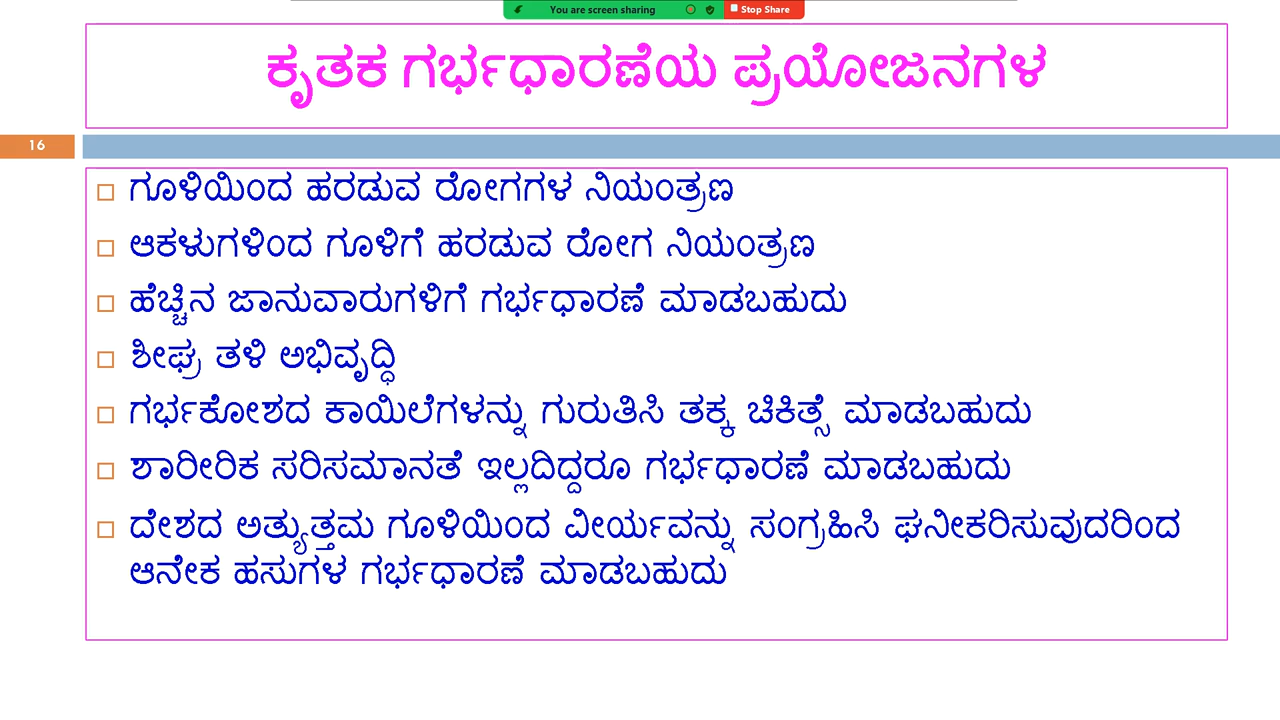 You are screen sharing Stop Share
ಕೃತಕ ಗರ್ಭಧಾರಣೆಯ ಪ್ರಯೋಜನಗಳ
16
ಗೂಳಿಯಿಂದ ಹರಡುವ ರೋಗಗಳ ನಿಯಂತ್ರಣ
ಆಕಳುಗಳಿಂದ ಗೂಳಿಗೆ ಹರಡುವ ರೋಗ ನಿಯಂತ್ರಣ
ಹೆಚ್ಚಿನ ಜಾನುವಾರುಗಳಿಗೆ ಗರ್ಭಧಾರಣೆ ಮಾಡಬಹುದು
ಶೀಘ್ರ ತಳಿ ಅಭಿವೃದ್ಧಿ
ಗರ್ಭಕೋಶದ ಕಾಯಿಲೆಗಳನ್ನು ಗುರುತಿಸಿ ತಕ್ಕ ಚಿಕಿತ್ಸೆ ಮಾಡಬಹುದು
ಶಾರೀರಿಕ ಸರಿಸಮಾನತೆ ಇಲ್ಲದಿದ್ದರೂ ಗರ್ಭಧಾರಣೆ ಮಾಡಬಹುದು
ದೇಶದ ಅತ್ಯುತ್ತಮ ಗೂಳಿಯಿಂದ ವೀರ್ಯವನ್ನು ಸಂಗ್ರಹಿಸಿ ಘನೀಕರಿಸುವುದರಿಂದ
ಆನೇಕ ಹಸುಗಳ ಗರ್ಭಧಾರಣೆ ಮಾಡಬಹುದು